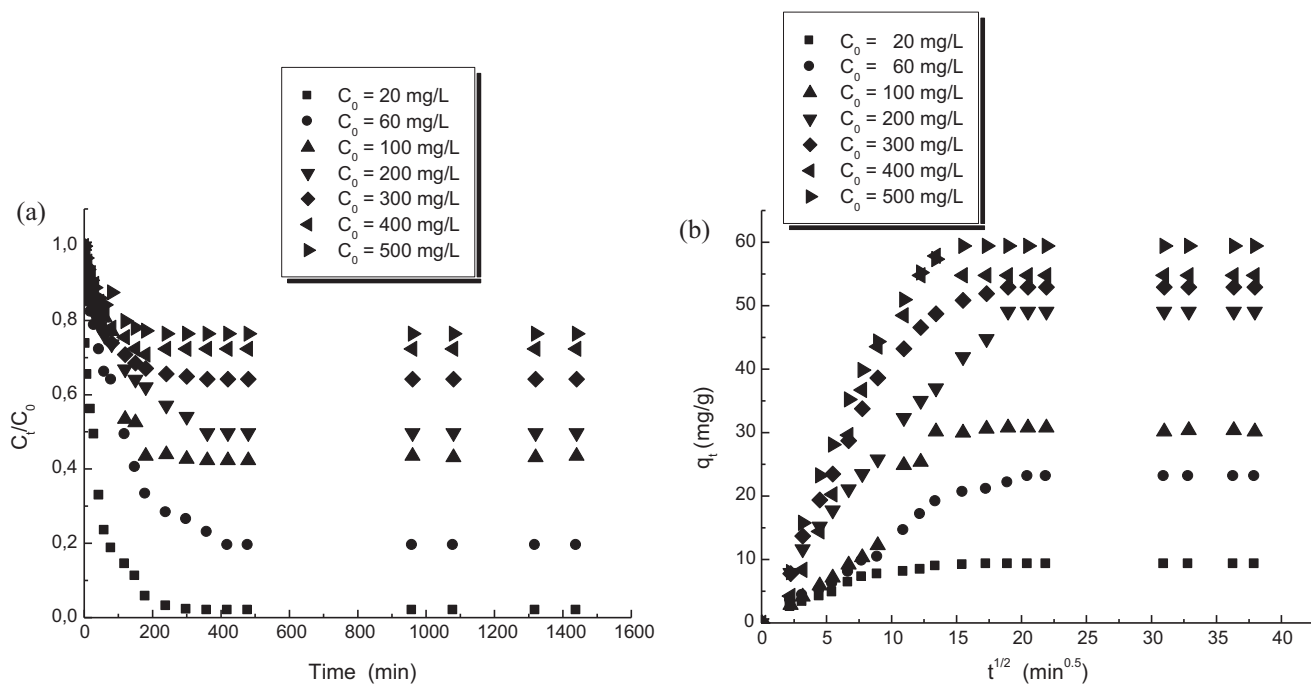 (a)
C₀ = 20 mg/L
C₀ = 60 mg/L
C₀ = 100 mg/L
C₀ = 200 mg/L
C₀ = 300 mg/L
C₀ = 400 mg/L
C₀ = 500 mg/L
1,0
0,8
0,6
0,4
0,2
0,0
Cₜ/C₀
0 200 400 600 800 1000 1200 1400 1600
Time (min)
(b)
C₀ = 20 mg/L
C₀ = 60 mg/L
C₀ = 100 mg/L
C₀ = 200 mg/L
C₀ = 300 mg/L
C₀ = 400 mg/L
C₀ = 500 mg/L
60
50
40
30
20
10
0
qₜ (mg/g)
0 5 10 15 20 25 30 35 40
t^1/2 (min^0.5)